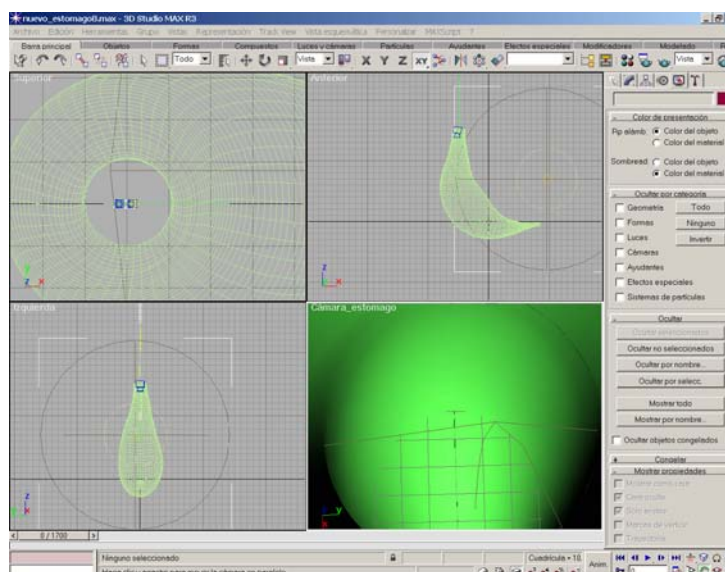 nuevo_estomago8.max - 3D Studio MAX R3
Archivo Edición Herramientas Grupo Vistas Representación Track View Vista esquemática Personalizar MAXScript ?
Barra principal Objetos Formas Compuestos Luces y cámaras Partículas Ayudantes Efectos especiales Modificadores Modelado
Todo Vista X Y Z XY Vista
Superior
Anterior
Izquierda
Cámara_estomago
Color de presentación
Rp alámb. Color del objeto
Color del material
Sombread. Color del objeto
Color del material
Ocultar por categoría
Geometría Todo
Formas Ninguno
Luces Invertir
Cámaras
Ayudantes
Efectos especiales
Sistemas de partículas
Ocultar
Ocultar seleccionados
Ocultar no seleccionados
Ocultar por nombre...
Ocultar por selecc.
Mostrar todo
Mostrar por nombre...
Ocultar objetos congelados
Congelar
Mostrar propiedades
Mostrar como caja
Cara oculta
Sólo aristas
Marcas de vértice
Trayectoria
0 / 1700
Ninguno seleccionado Cuadrícula = 10. Anim.